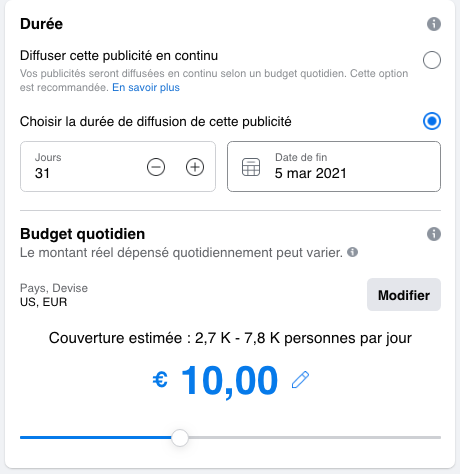 Durée
Diffuser cette publicité en continu
Vos publicités seront diffusées en continu selon un budget quotidien. Cette option
est recommandée. En savoir plus
Choisir la durée de diffusion de cette publicité
Jours
31
Date de fin
5 mar 2021
Budget quotidien
Le montant réel dépensé quotidiennement peut varier.
Pays, Devise
US, EUR
Modifier
Couverture estimée : 2,7 K - 7,8 K personnes par jour
€ 10,00